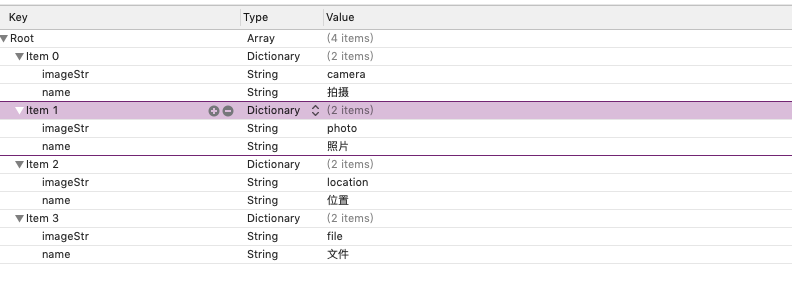 Key Type Value
Root Array (4 items)
Item 0 Dictionary (2 items)
imageStr String camera
name String 拍摄
Item 1 Dictionary (2 items)
imageStr String photo
name String 照片
Item 2 Dictionary (2 items)
imageStr String location
name String 位置
Item 3 Dictionary (2 items)
imageStr String file
name String 文件